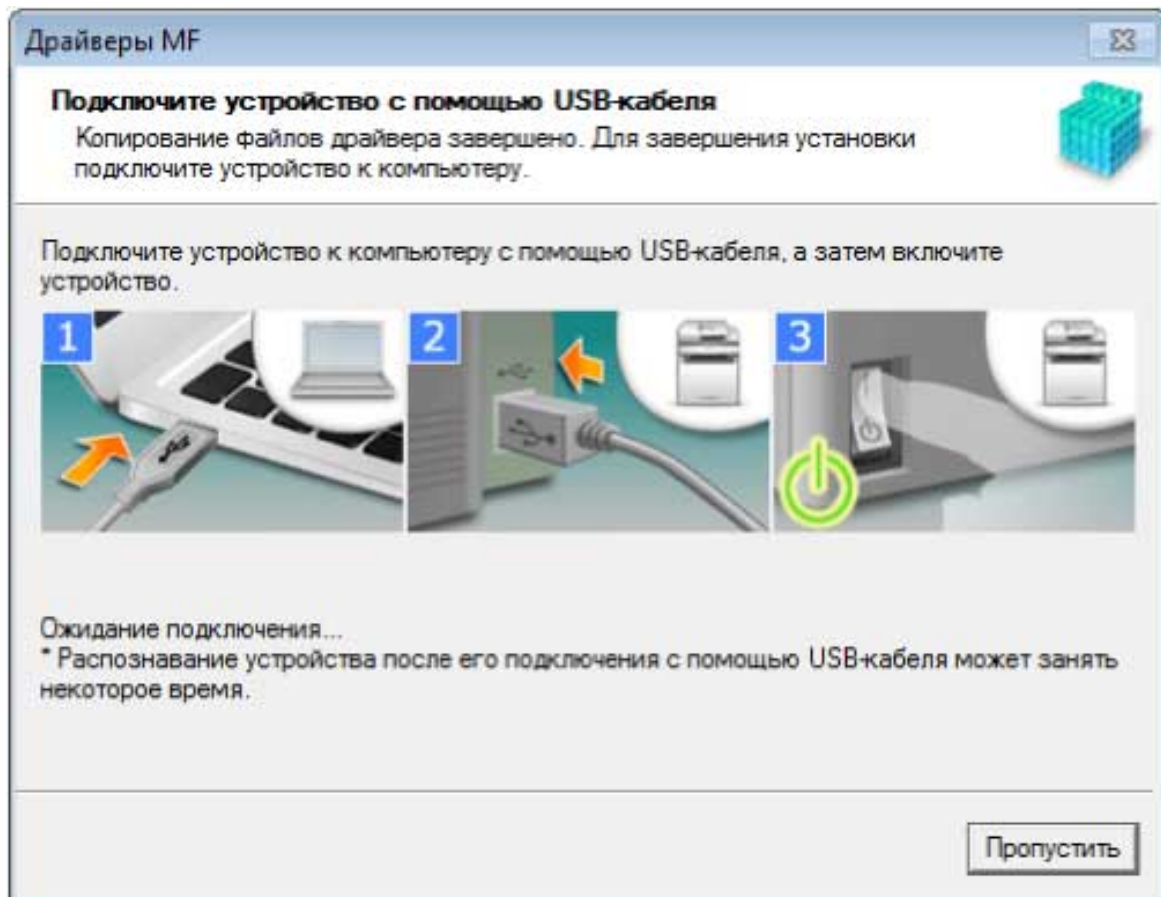 Драйверы MF
Подключите устройство с помощью USB-кабеля
Копирование файлов драйвера завершено. Для завершения установки
подключите устройство к компьютеру.
Подключите устройство к компьютеру с помощью USB-кабеля, а затем включите
устройство.
1
2
3
Ожидание подключения...
* Распознавание устройства после его подключения с помощью USB-кабеля может занять
некоторое время.
Пропустить